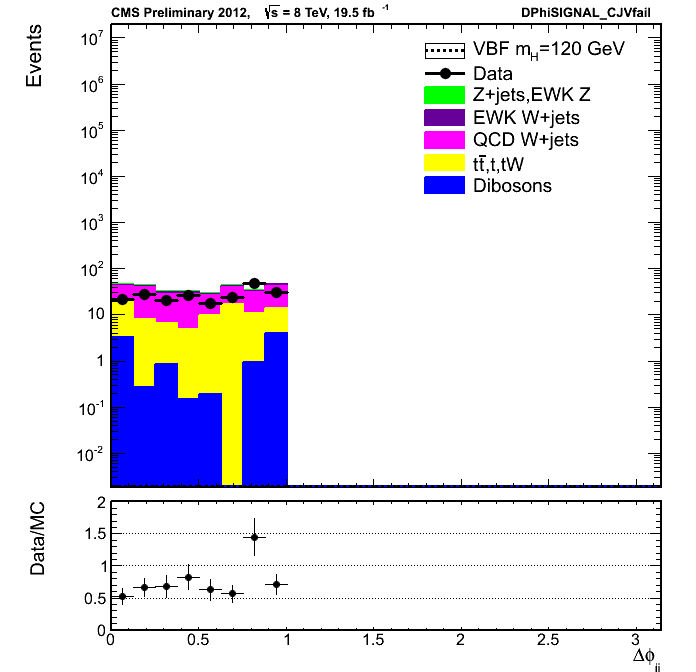 CMS Preliminary 2012, √s = 8 TeV, 19.5 fb⁻¹ DPhiSIGNAL_CJVfail
Events
10⁷
10⁶
10⁵
10⁴
10³
10²
10
1
10⁻¹
10⁻²
VBF m_H=120 GeV
Data
Z+jets,EWK Z
EWK W+jets
QCD W+jets
tt̅,t,tW
Dibosons
Data/MC
2
1.5
1
0.5
0
0 0.5 1 1.5 2 2.5 3
Δϕ_jj